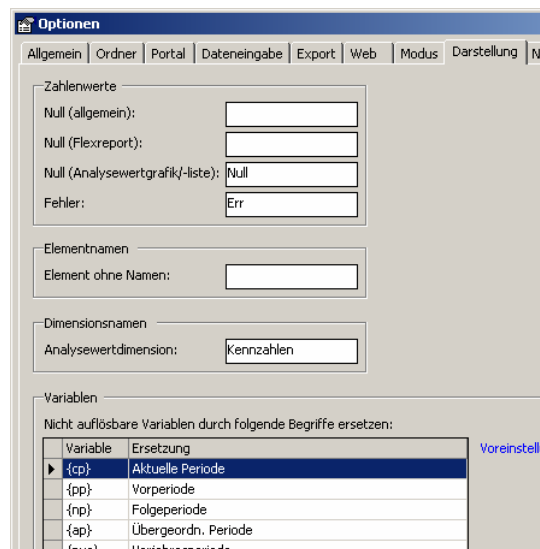 Optionen
Allgemein Ordner Portal Dateneingabe Export Web Modus Darstellung N
Zahlenwerte
Null (allgemein):
Null (Flexreport):
Null (Analysewertgrafik/-liste): Null
Fehler: Err
Elementnamen
Element ohne Namen:
Dimensionsnamen
Analysewertdimension: Kennzahlen
Variablen
Nicht auflösbare Variablen durch folgende Begriffe ersetzen:
Variable Ersetzung Voreinstell
{cp} Aktuelle Periode
{pp} Vorperiode
{np} Folgeperiode
{ap} Übergeordn. Periode